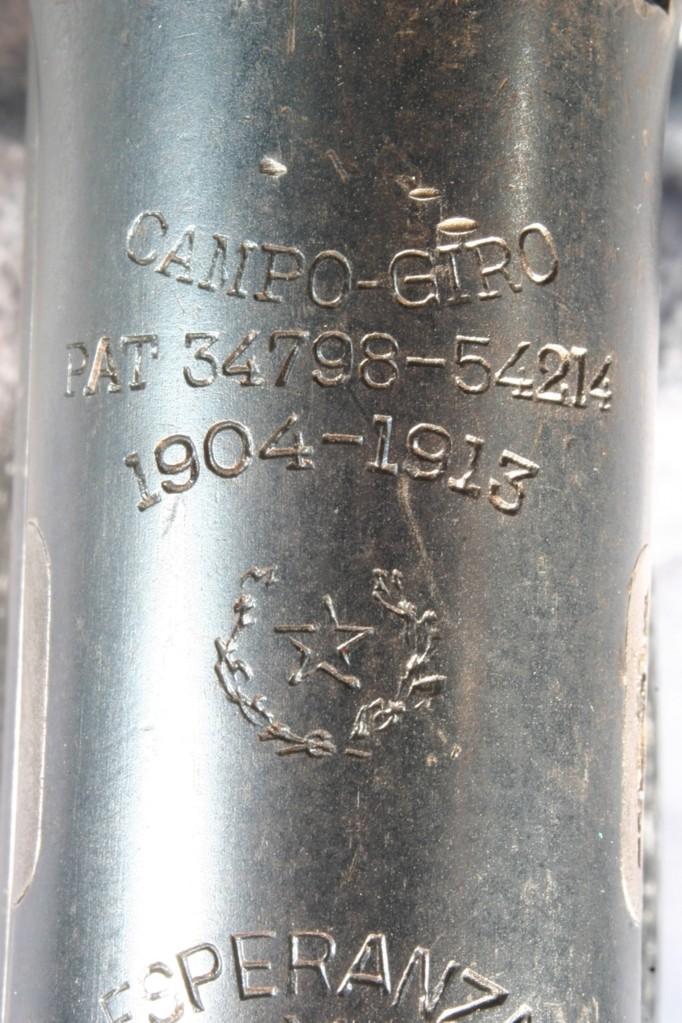 CAMPO-GIRO
PAT 34798-54214
1904-1913
ESPERANZA